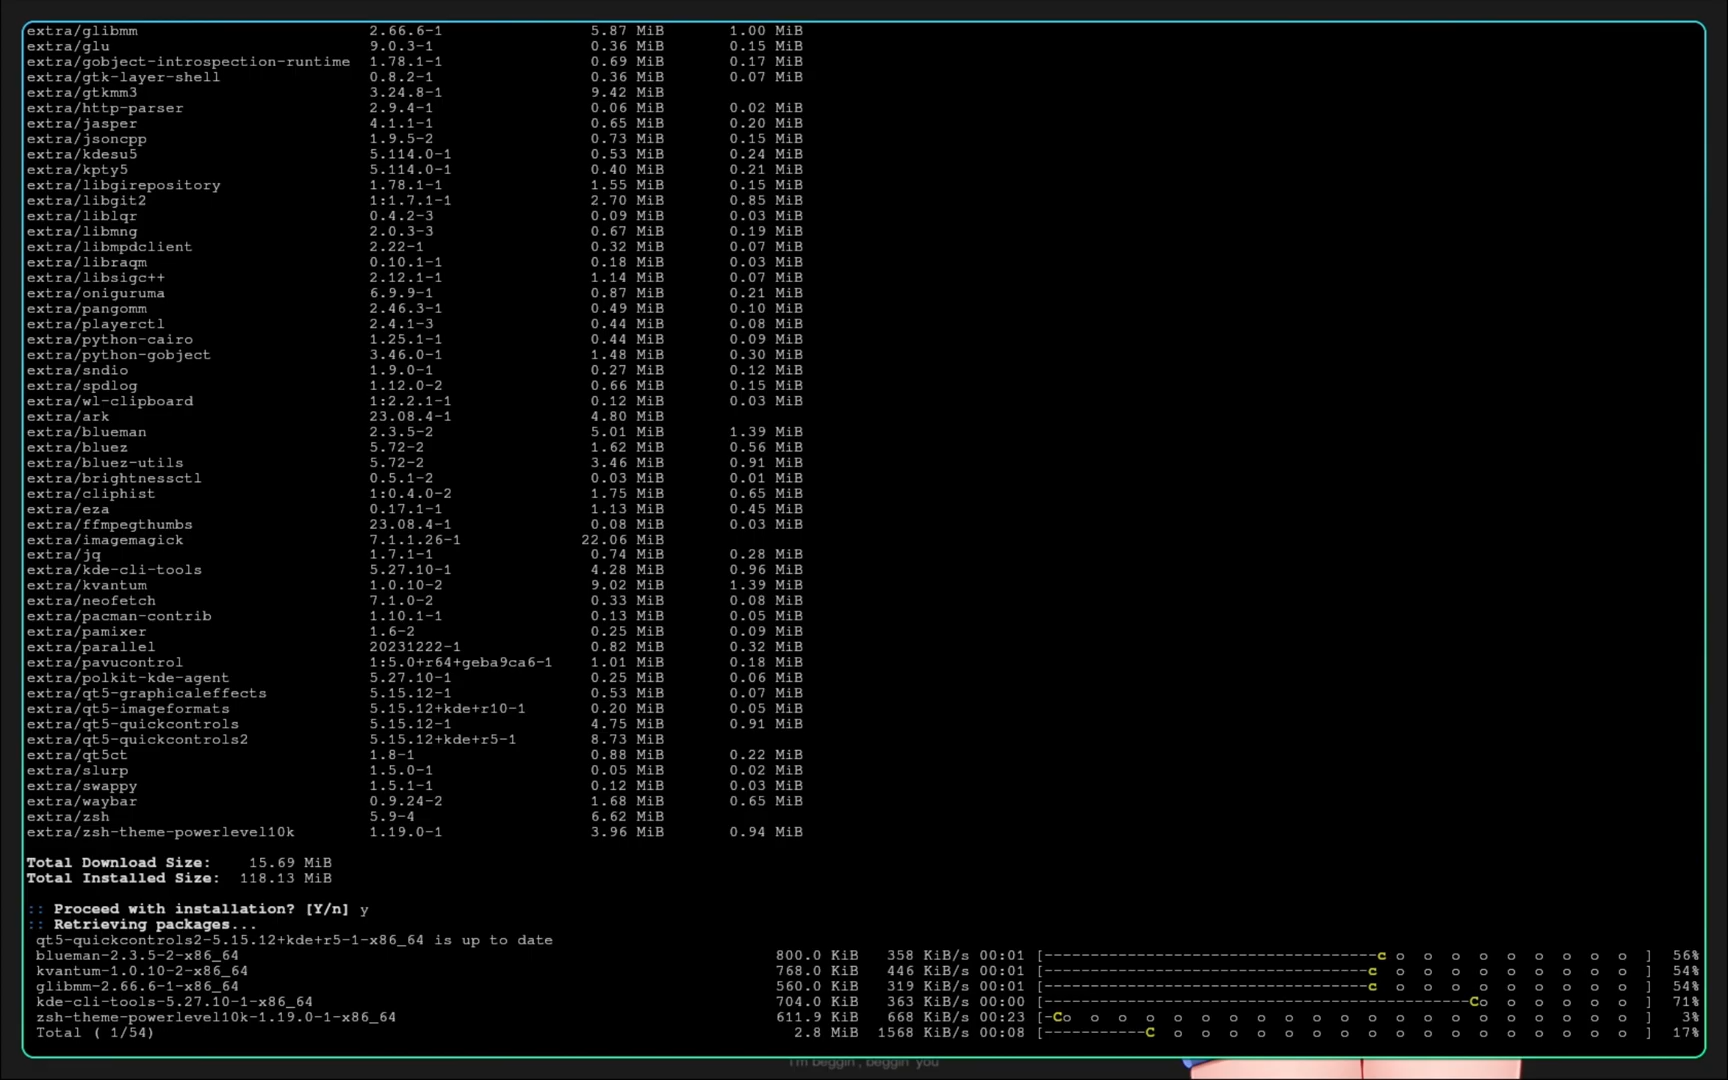 extra/glibmm 2.66.6-1 5.87 MiB 1.00 MiB
extra/glu 9.0.3-1 0.36 MiB 0.15 MiB
extra/gobject-introspection-runtime 1.78.1-1 0.69 MiB 0.17 MiB
extra/gtk-layer-shell 0.8.2-1 0.36 MiB 0.07 MiB
extra/gtkmm3 3.24.8-1 9.42 MiB
extra/http-parser 2.9.4-1 0.06 MiB 0.02 MiB
extra/jasper 4.1.1-1 0.65 MiB 0.20 MiB
extra/jsoncpp 1.9.5-2 0.73 MiB 0.15 MiB
extra/kdesu5 5.114.0-1 0.53 MiB 0.24 MiB
extra/kpty5 5.114.0-1 0.40 MiB 0.21 MiB
extra/libgirepository 1.78.1-1 1.55 MiB 0.15 MiB
extra/libgit2 1:1.7.1-1 2.70 MiB 0.85 MiB
extra/liblqr 0.4.2-3 0.09 MiB 0.03 MiB
extra/libmng 2.0.3-3 0.67 MiB 0.19 MiB
extra/libmpdclient 2.22-1 0.32 MiB 0.07 MiB
extra/libraqm 0.10.1-1 0.18 MiB 0.03 MiB
extra/libsigc++ 2.12.1-1 1.14 MiB 0.07 MiB
extra/oniguruma 6.9.9-1 0.87 MiB 0.21 MiB
extra/pangomm 2.46.3-1 0.49 MiB 0.10 MiB
extra/playerctl 2.4.1-3 0.44 MiB 0.08 MiB
extra/python-cairo 1.25.1-1 0.44 MiB 0.09 MiB
extra/python-gobject 3.46.0-1 1.48 MiB 0.30 MiB
extra/sndio 1.9.0-1 0.27 MiB 0.12 MiB
extra/spdlog 1.12.0-2 0.66 MiB 0.15 MiB
extra/wl-clipboard 1:2.2.1-1 0.12 MiB 0.03 MiB
extra/ark 23.08.4-1 4.80 MiB
extra/blueman 2.3.5-2 5.01 MiB 1.39 MiB
extra/bluez 5.72-2 1.62 MiB 0.56 MiB
extra/bluez-utils 5.72-2 3.46 MiB 0.91 MiB
extra/brightnessctl 0.5.1-2 0.03 MiB 0.01 MiB
extra/cliphist 1:0.4.0-2 1.75 MiB 0.65 MiB
extra/eza 0.17.1-1 1.13 MiB 0.45 MiB
extra/ffmpegthumbs 23.08.4-1 0.08 MiB 0.03 MiB
extra/imagemagick 7.1.1.26-1 22.06 MiB
extra/jq 1.7.1-1 0.74 MiB 0.28 MiB
extra/kde-cli-tools 5.27.10-1 4.28 MiB 0.96 MiB
extra/kvantum 1.0.10-2 9.02 MiB 1.39 MiB
extra/neofetch 7.1.0-2 0.33 MiB 0.08 MiB
extra/pacman-contrib 1.10.1-1 0.13 MiB 0.05 MiB
extra/pamixer 1.6-2 0.25 MiB 0.09 MiB
extra/parallel 20231222-1 0.82 MiB 0.32 MiB
extra/pavucontrol 1:5.0+r64+geba9ca6-1 1.01 MiB 0.18 MiB
extra/polkit-kde-agent 5.27.10-1 0.25 MiB 0.06 MiB
extra/qt5-graphicaleffects 5.15.12-1 0.53 MiB 0.07 MiB
extra/qt5-imageformats 5.15.12+kde+r10-1 0.20 MiB 0.05 MiB
extra/qt5-quickcontrols 5.15.12-1 4.75 MiB 0.91 MiB
extra/qt5-quickcontrols2 5.15.12+kde+r5-1 8.73 MiB
extra/qt5ct 1.8-1 0.88 MiB 0.22 MiB
extra/slurp 1.5.0-1 0.05 MiB 0.02 MiB
extra/swappy 1.5.1-1 0.12 MiB 0.03 MiB
extra/waybar 0.9.24-2 1.68 MiB 0.65 MiB
extra/zsh 5.9-4 6.62 MiB
extra/zsh-theme-powerlevel10k 1.19.0-1 3.96 MiB 0.94 MiB
Total Download Size: 15.69 MiB
Total Installed Size: 118.13 MiB
:: Proceed with installation? [Y/n] y
:: Retrieving packages...
qt5-quickcontrols2-5.15.12+kde+r5-1-x86_64 is up to date
blueman-2.3.5-2-x86_64 800.0 KiB 358 KiB/s 00:01 [------------------------------------c o o o o o o o o o ] 56%
kvantum-1.0.10-2-x86_64 768.0 KiB 446 KiB/s 00:01 [-----------------------------------c o o o o o o o o o ] 54%
glibmm-2.66.6-1-x86_64 560.0 KiB 319 KiB/s 00:01 [-----------------------------------c o o o o o o o o o ] 54%
kde-cli-tools-5.27.10-1-x86_64 704.0 KiB 363 KiB/s 00:00 [----------------------------------------------Co o o o o o ] 71%
zsh-theme-powerlevel10k-1.19.0-1-x86_64 611.9 KiB 668 KiB/s 00:23 [-Co o o o o o o o o o o o o o o o o o o o o ] 3%
Total ( 1/54) 2.8 MiB 1568 KiB/s 00:08 [-----------C o o o o o o o o o o o o o o o o o ] 17%
I'm beggin', beggin' you